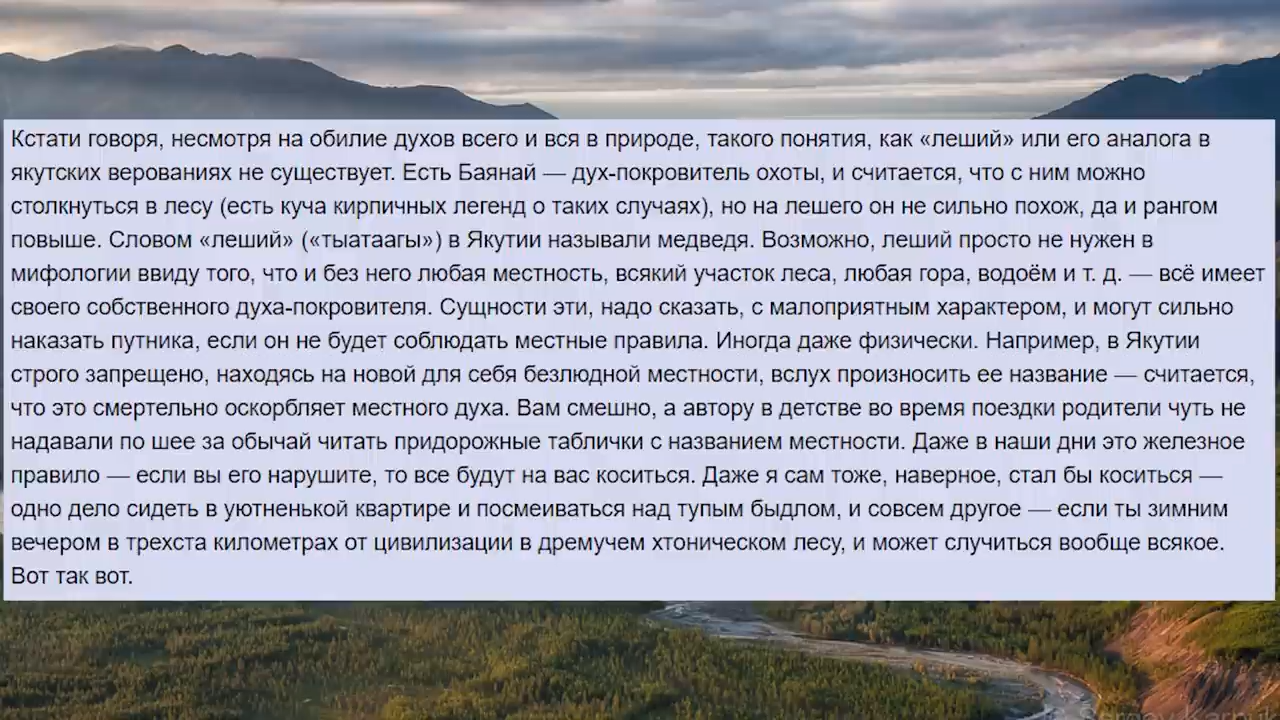 Кстати говоря, несмотря на обилие духов всего и вся в природе, такого понятия, как «леший» или его аналога в
якутских верованиях не существует. Есть Баянай — дух-покровитель охоты, и считается, что с ним можно
столкнуться в лесу (есть куча кирпичных легенд о таких случаях), но на лешего он не сильно похож, да и рангом
повыше. Словом «леший» («тыатаагы») в Якутии называли медведя. Возможно, леший просто не нужен в
мифологии ввиду того, что и без него любая местность, всякий участок леса, любая гора, водоём и т. д. — всё имеет
своего собственного духа-покровителя. Сущности эти, надо сказать, с малоприятным характером, и могут сильно
наказать путника, если он не будет соблюдать местные правила. Иногда даже физически. Например, в Якутии
строго запрещено, находясь на новой для себя безлюдной местности, вслух произносить ее название — считается,
что это смертельно оскорбляет местного духа. Вам смешно, а автору в детстве во время поездки родители чуть не
надавали по шее за обычай читать придорожные таблички с названием местности. Даже в наши дни это железное
правило — если вы его нарушите, то все будут на вас коситься. Даже я сам тоже, наверное, стал бы коситься —
одно дело сидеть в уютненькой квартире и посмеиваться над тупым быдлом, и совсем другое — если ты зимним
вечером в трехста километрах от цивилизации в дремучем хтоническом лесу, и может случиться вообще всякое.
Вот так вот.